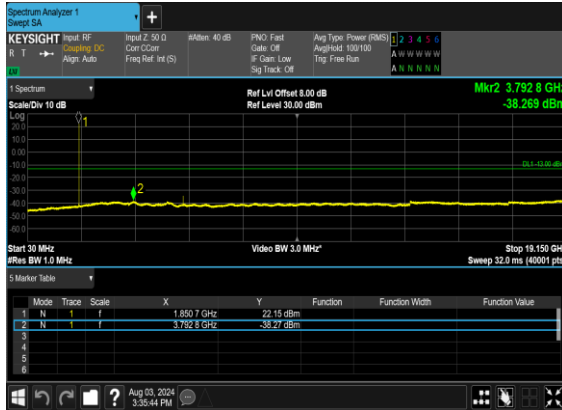 Spectrum Analyzer 1
Swept SA
+
KEYSIGHT Input: RF Input Z: 50 Ω #Atten: 40 dB PNO: Fast Avg Type: Power (RMS) 1 2 3 4 5 6
R T Coupling: DC Corr CCorr Gate: Off Avg|Hold: 100/100 A W W W W W
Align: Auto Freq Ref: Int (S) IF Gain: Low Trig: Free Run
Sig Track: Off A N N N N N
1 Spectrum Ref Lvl Offset 8.00 dB Mkr2 3.792 8 GHz
Scale/Div 10 dB Ref Level 30.00 dBm -38.269 dBm
Log
1
20.0
10.0
0.00
-10.0 DL1 -13.00 dBm
-20.0
-30.0 2
-40.0
-50.0
-60.0
Start 30 MHz Video BW 3.0 MHz* Stop 19.150 GHz
#Res BW 1.0 MHz Sweep 32.0 ms (40001 pts)
5 Marker Table
Mode Trace Scale X Y Function Function Width Function Value
1 N 1 f 1.850 7 GHz 22.15 dBm
2 N 1 f 3.792 8 GHz -38.27 dBm
3
4
5
6
? Aug 03, 2024
3:35:44 PM